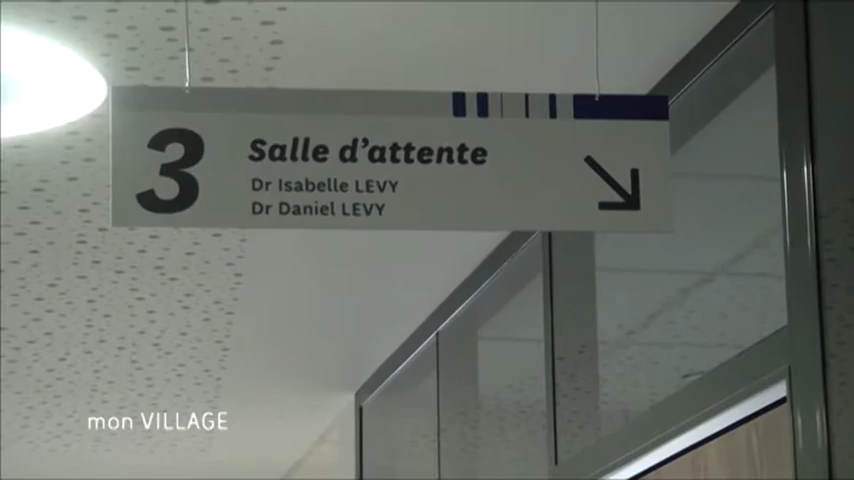 3
Salle d'attente
Dr Isabelle LEVY
Dr Daniel LEVY
mon VILLAGE